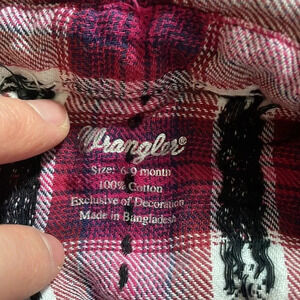 Wrangler®
Size: 6-9 month
100% Cotton
Exclusive of Decoration
Made in Bangladesh